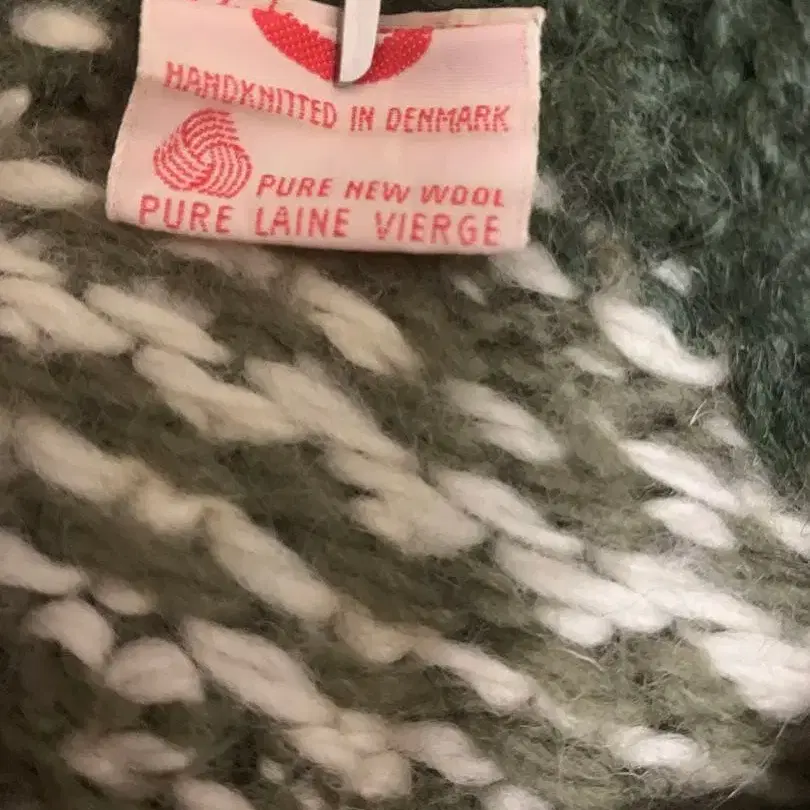 HANDKNITTED IN DENMARK
PURE NEW WOOL
PURE LAINE VIERGE